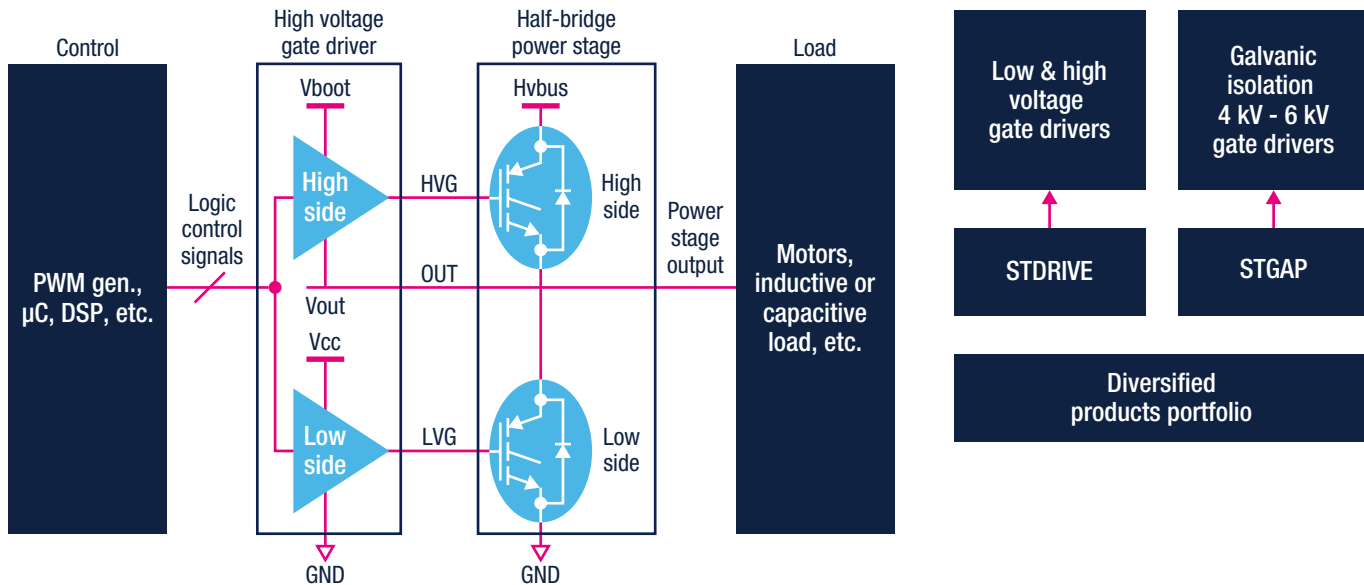 Control
High voltage
gate driver
Half-bridge
power stage
Load
PWM gen.,
µC, DSP, etc.
Logic
control
signals
Vboot
High
side
HVG
Hvbus
High
side
Vout
OUT
Power
stage
output
Vcc
Low
side
LVG
Low
side
GND
GND
Motors,
inductive or
capacitive
load, etc.
Low & high
voltage
gate drivers
Galvanic
isolation
4 kV - 6 kV
gate drivers
STDRIVE
STGAP
Diversified
products portfolio